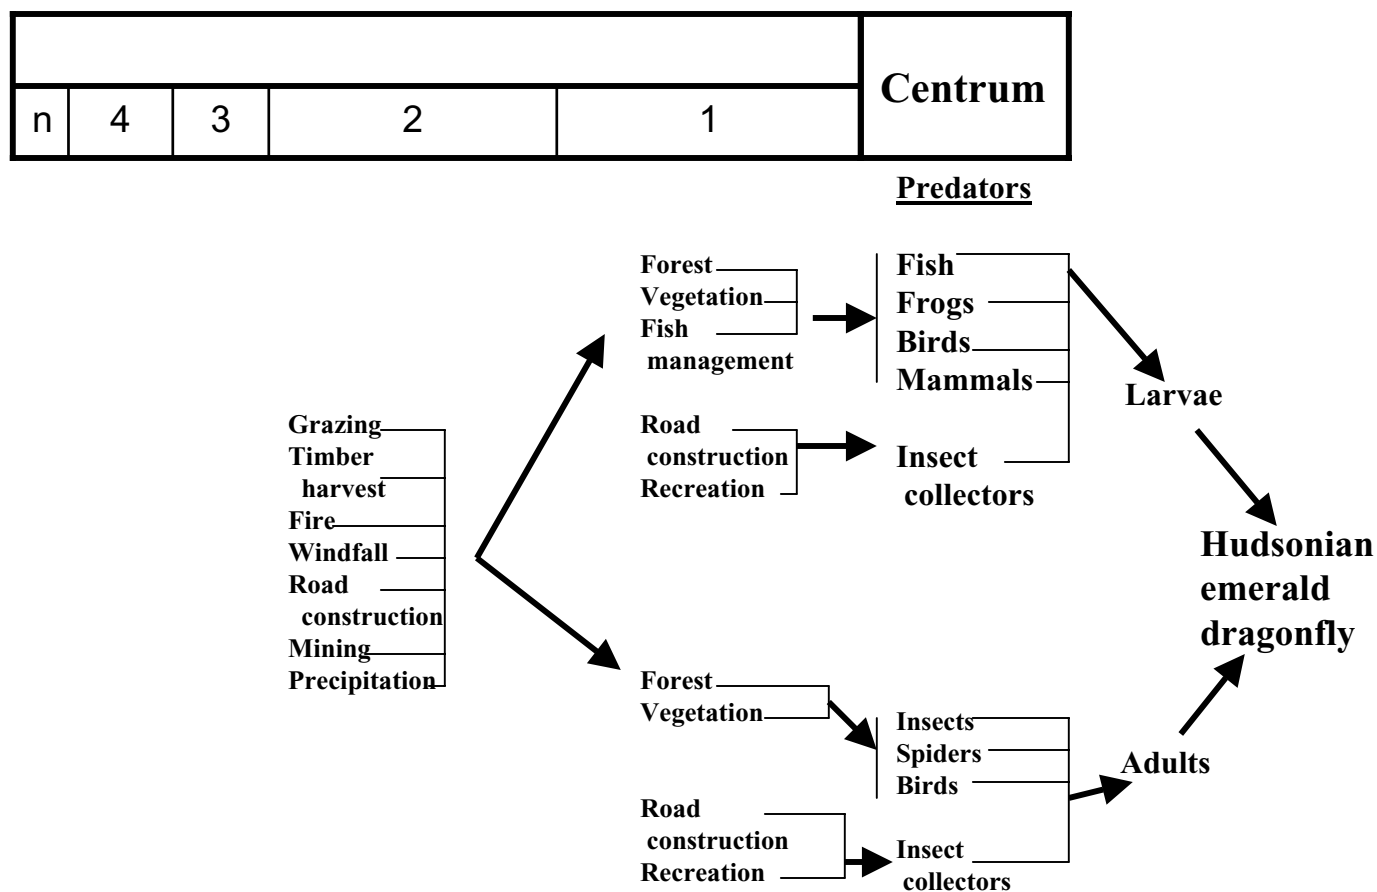 Centrum
n 4 3 2 1
Predators
Forest
Vegetation
Fish
management
Fish
Frogs
Birds
Mammals
Larvae
Road
construction
Recreation
Insect
collectors
Grazing
Timber
harvest
Fire
Windfall
Road
construction
Mining
Precipitation
Hudsonian
emerald
dragonfly
Forest
Vegetation
Insects
Spiders
Birds
Adults
Road
construction
Recreation
Insect
collectors